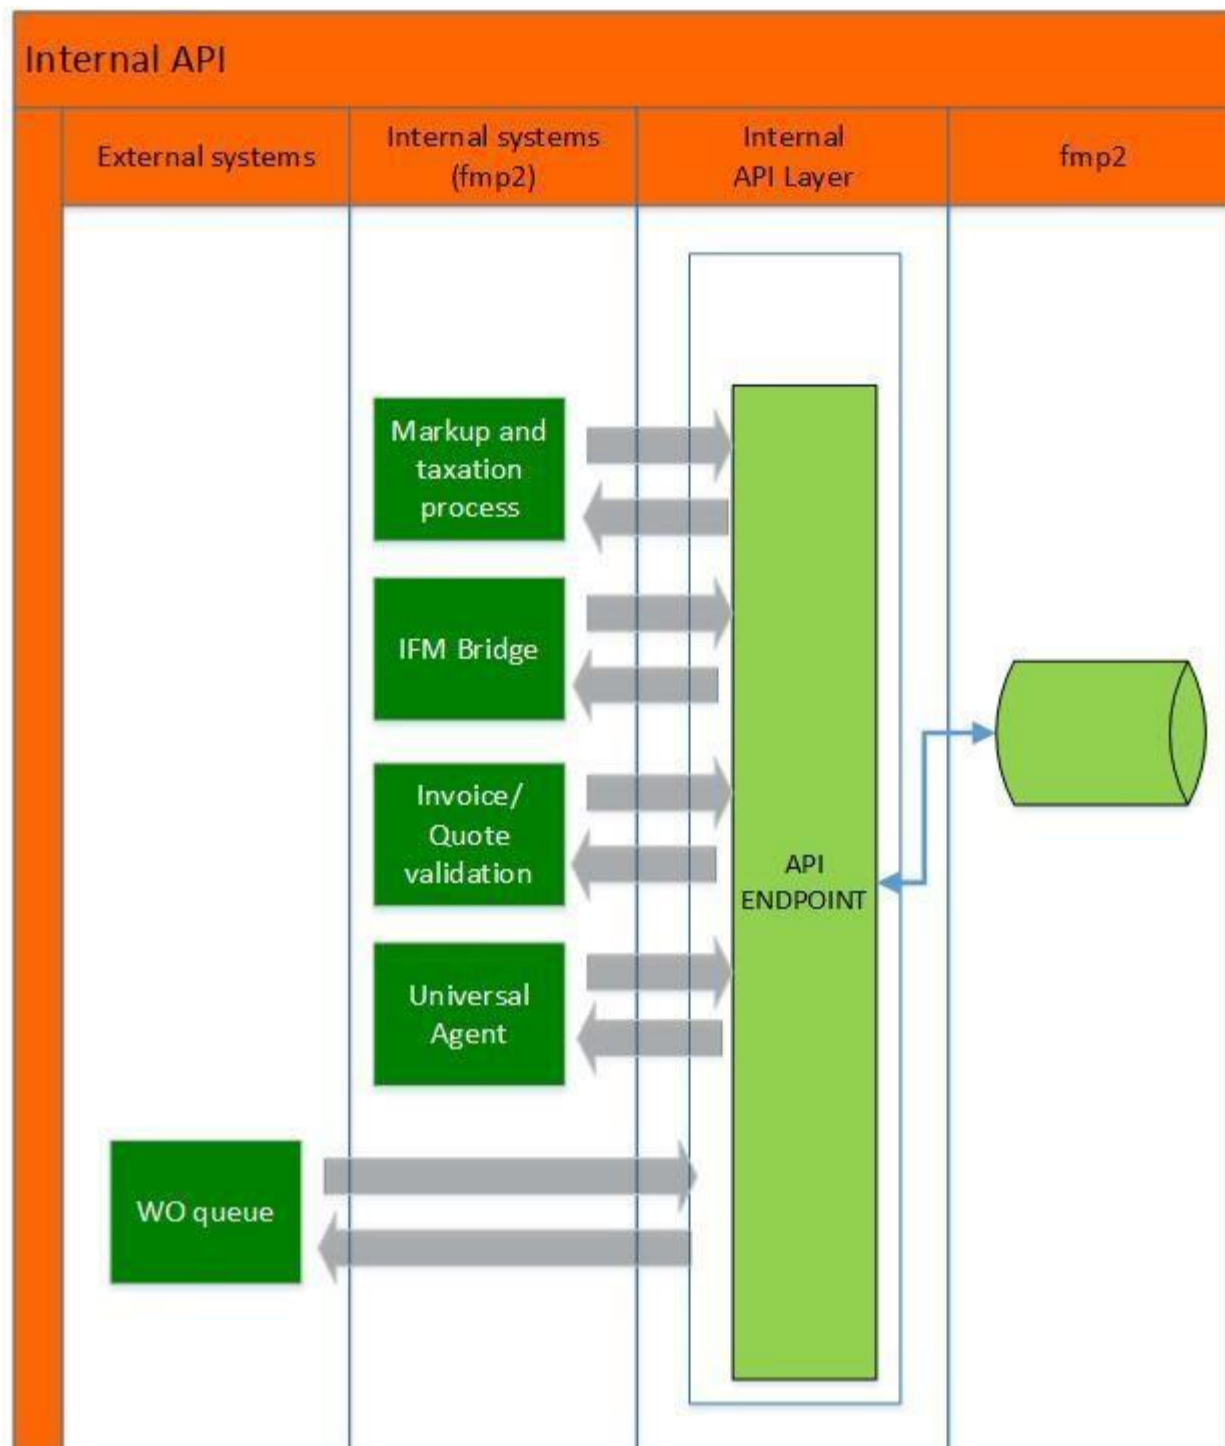 Internal API
External systems
Internal systems
(fmp2)
Internal
API Layer
fmp2
Markup and
taxation
process
IFM Bridge
Invoice/
Quote
validation
API
ENDPOINT
Universal
Agent
WO queue